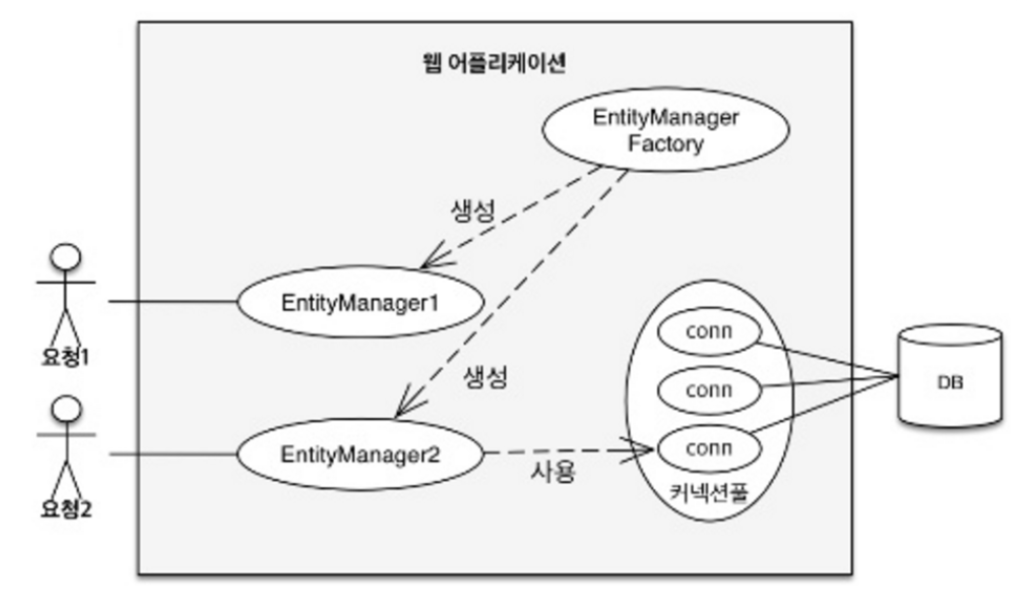 웹 어플리케이션
EntityManager
Factory
생성
EntityManager1
요청1
conn
생성
conn
DB
EntityManager2
conn
사용
커넥션풀
요청2